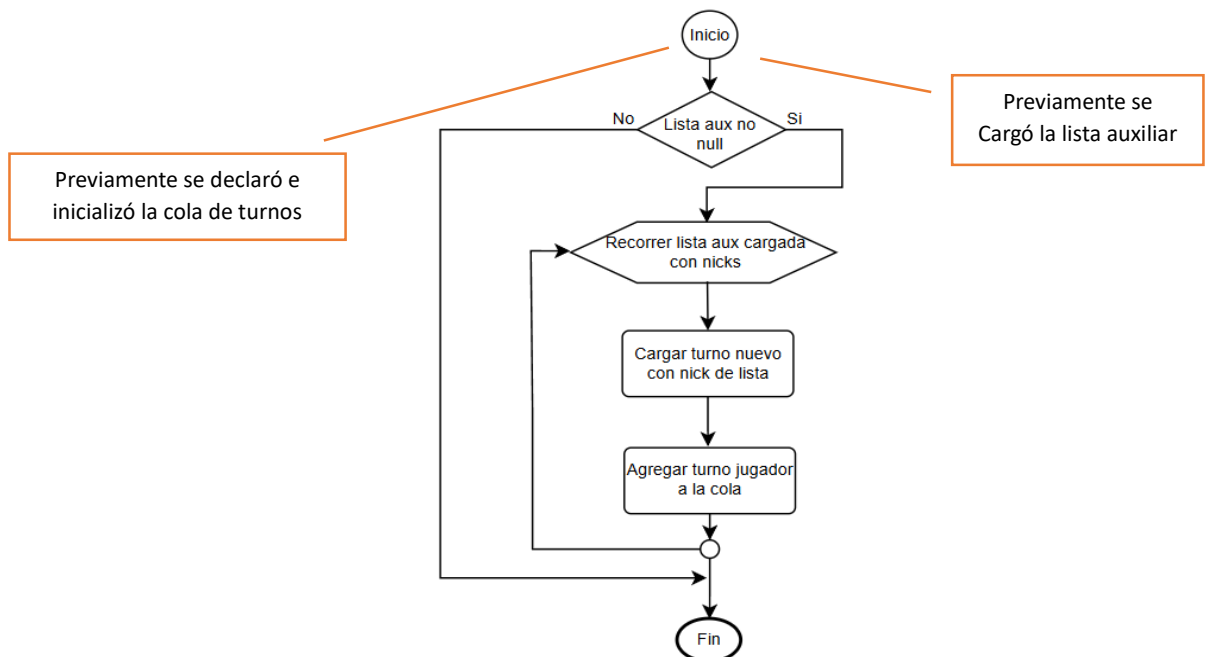 Inicio
Previamente se
Cargó la lista auxiliar
No
Si
Lista aux no
null
Previamente se declaró e
inicializó la cola de turnos
Recorrer lista aux cargada
con nicks
Cargar turno nuevo
con nick de lista
Agregar turno jugador
a la cola
Fin